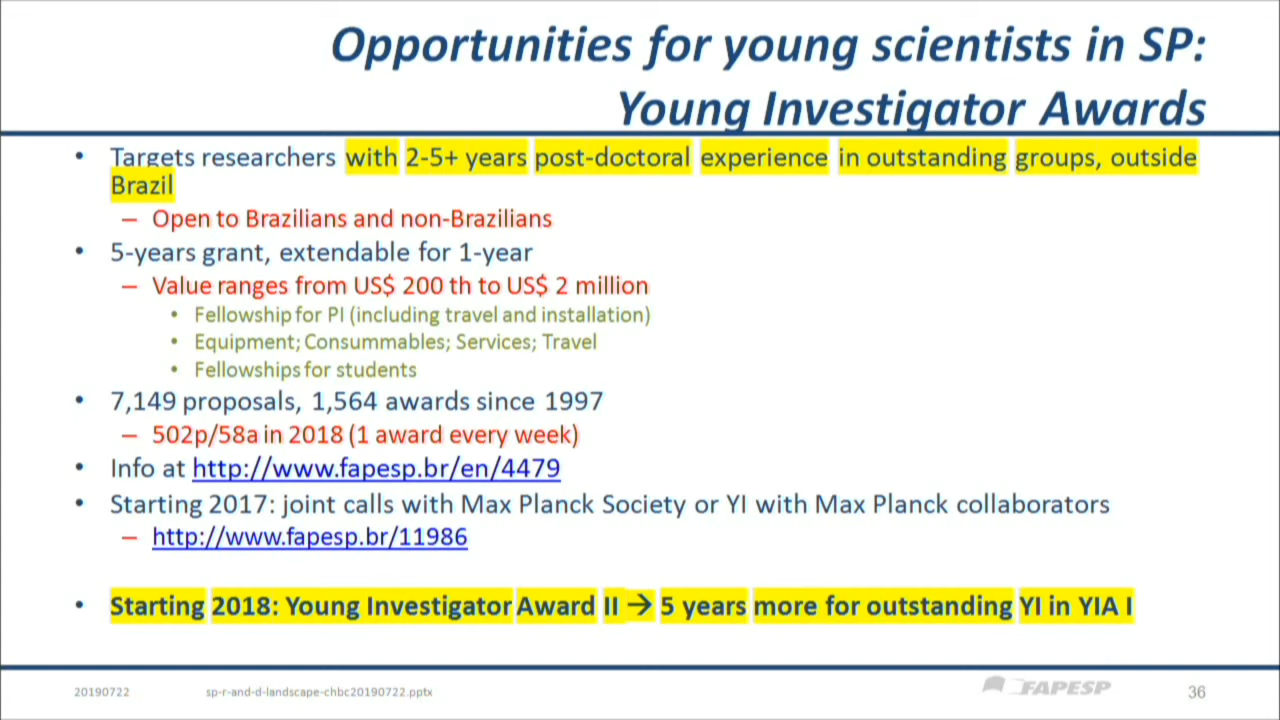 Opportunities for young scientists in SP:
Young Investigator Awards
• Targets researchers with 2-5+ years post-doctoral experience in outstanding groups, outside
Brazil
– Open to Brazilians and non-Brazilians
• 5-years grant, extendable for 1-year
– Value ranges from US$ 200 th to US$ 2 million
• Fellowship for PI (including travel and installation)
• Equipment; Consummables; Services; Travel
• Fellowships for students
• 7,149 proposals, 1,564 awards since 1997
– 502p/58a in 2018 (1 award every week)
• Info at http://www.fapesp.br/en/4479
• Starting 2017: joint calls with Max Planck Society or YI with Max Planck collaborators
– http://www.fapesp.br/11986
• Starting 2018: Young Investigator Award II → 5 years more for outstanding YI in YIA I
20190722 sp-r-and-d-landscape-chbc20190722.pptx FAPESP 36